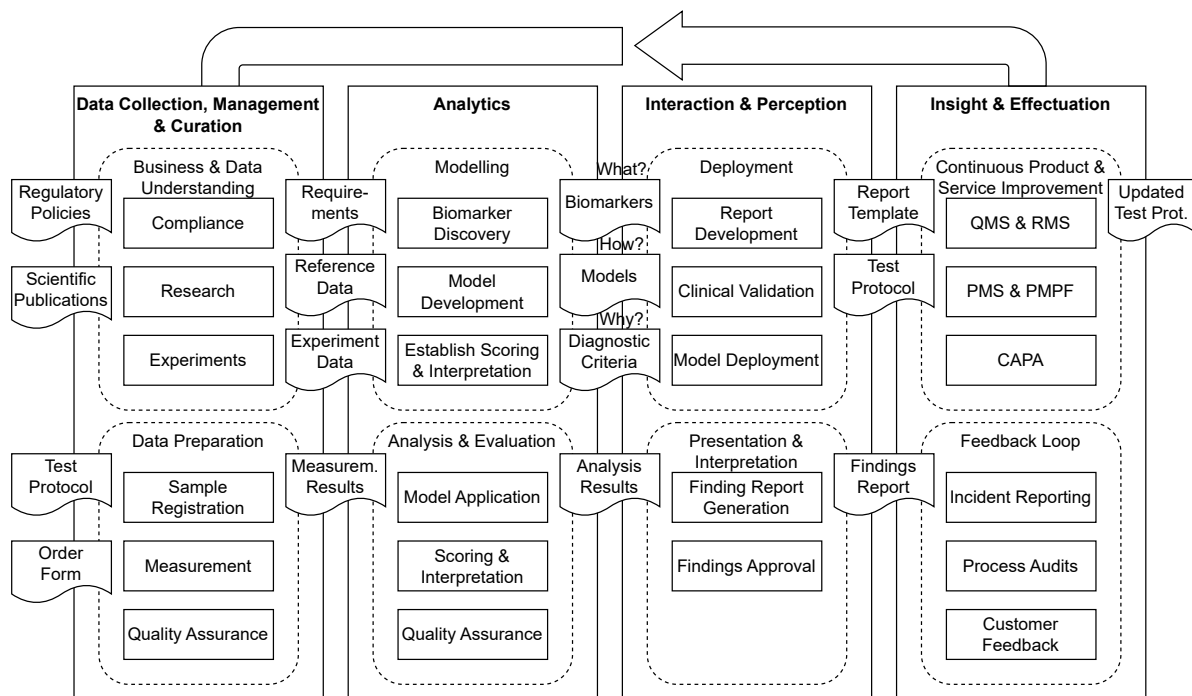 Data Collection, Management
& Curation
Analytics
Interaction & Perception
Insight & Effectuation
Business & Data
Understanding
Regulatory
Policies
Compliance
Scientific
Publications
Research
Experiments
Data Preparation
Test
Protocol
Sample
Registration
Order
Form
Measurement
Quality Assurance
Modelling
Require-
ments
Biomarker
Discovery
Reference
Data
Model
Development
Experiment
Data
Establish Scoring
& Interpretation
Analysis & Evaluation
Measurem.
Results
Model Application
Scoring &
Interpretation
Quality Assurance
Deployment
What?
Biomarkers
Report
Development
How?
Models
Clinical Validation
Why?
Diagnostic
Criteria
Model Deployment
Presentation &
Interpretation
Analysis
Results
Finding Report
Generation
Findings Approval
Continuous Product &
Service Improvement
Report
Template
QMS & RMS
Updated
Test Prot.
Test
Protocol
PMS & PMPF
CAPA
Feedback Loop
Findings
Report
Incident Reporting
Process Audits
Customer
Feedback